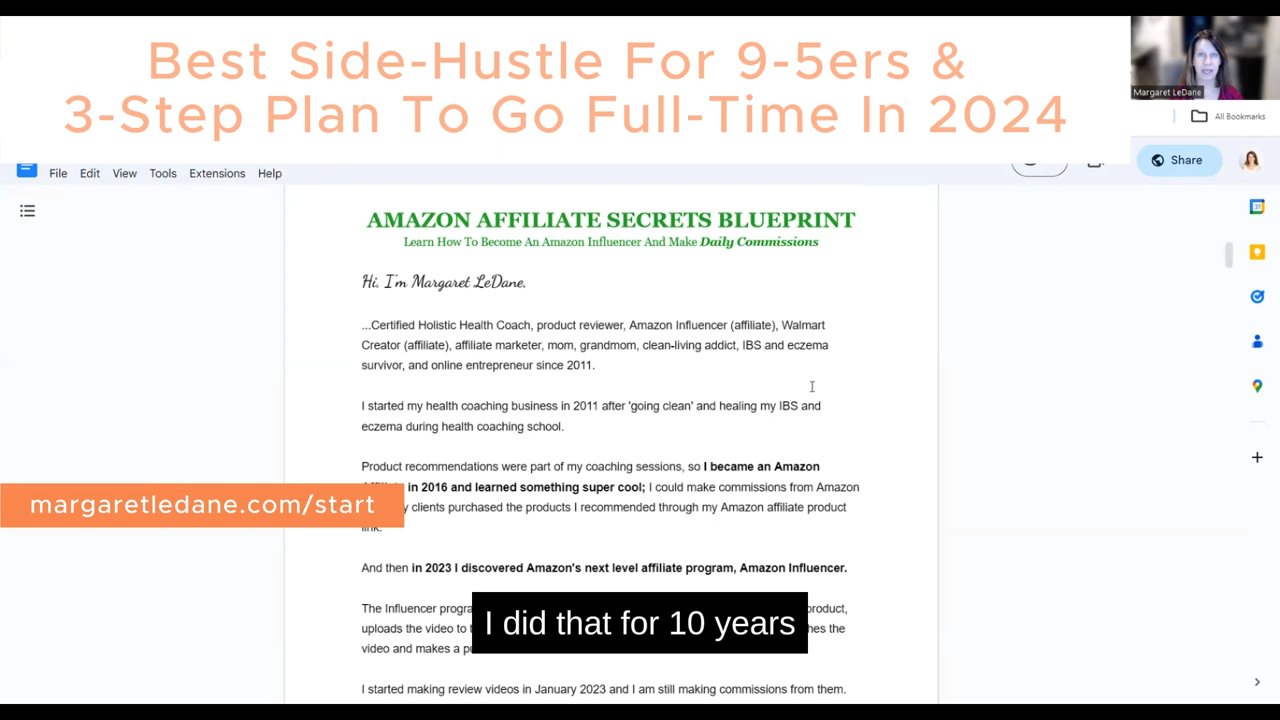 Best Side-Hustle For 9-5ers &
3-Step Plan To Go Full-Time In 2024
Margaret LeDane
All Bookmarks
File Edit View Tools Extensions Help
Share
31
AMAZON AFFILIATE SECRETS BLUEPRINT
Learn How To Become An Amazon Influencer And Make Daily Commissions
Hi, I'm Margaret LeDane,
...Certified Holistic Health Coach, product reviewer, Amazon Influencer (affiliate), Walmart
Creator (affiliate), affiliate marketer, mom, grandmom, clean-living addict, IBS and eczema
survivor, and online entrepreneur since 2011.
I started my health coaching business in 2011 after 'going clean' and healing my IBS and
eczema during health coaching school.
Product recommendations were part of my coaching sessions, so I became an Amazon
in 2016 and learned something super cool; I could make commissions from Amazon
margaretledane.com/start
clients purchased the products I recommended through my Amazon affiliate product
link.
And then in 2023 I discovered Amazon's next level affiliate program, Amazon Influencer.
The Influencer product,
I did that for 10 years
uploads the video to the
video and makes a
I started making review videos in January 2023 and I am still making commissions from them.